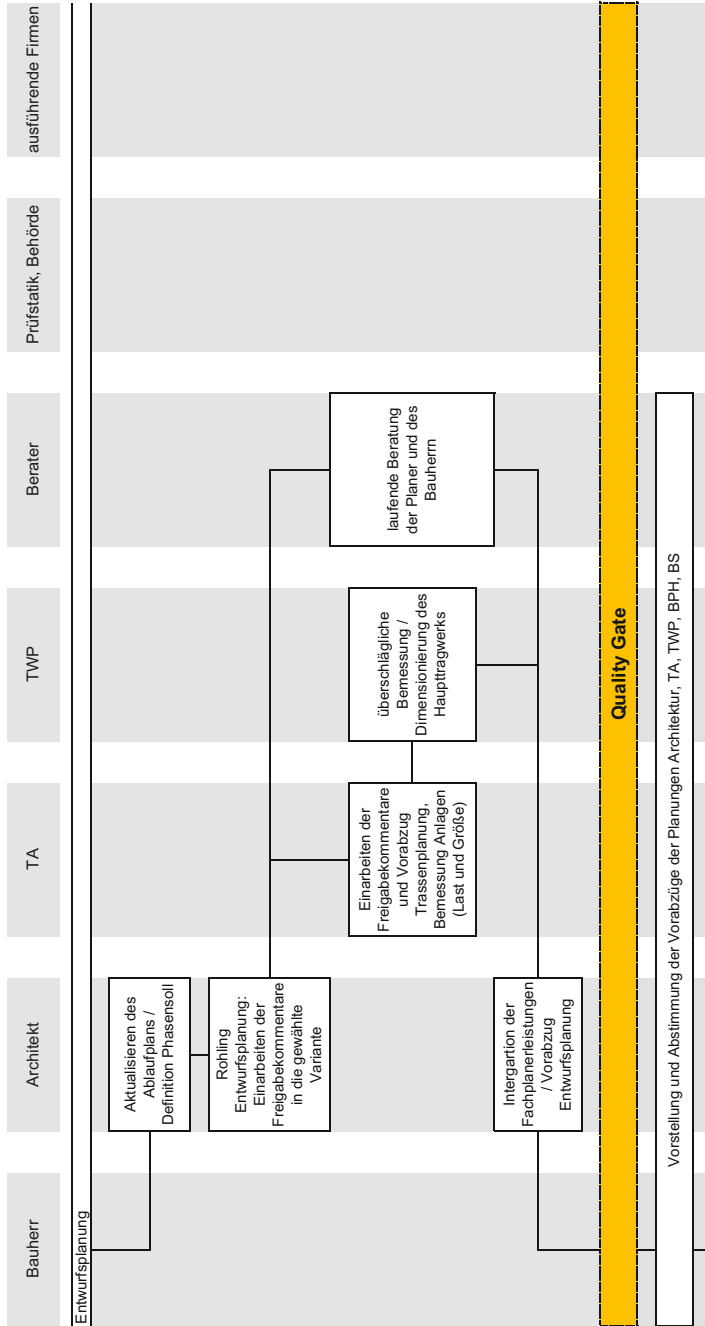 Bauherr
Architekt
TA
TWP
Berater
Prüfstatik, Behörde
ausführende Firmen
Entwurfsplanung
Aktualisieren des
Ablaufplans /
Definition Phasensoll
Rohling
Entwurfsplanung:
Einarbeiten der
Freigabekommentare
in die gewählte
Variante
Einarbeiten der
Freigabekommentare
und Vorabzug
Trassenplanung,
Bemessung Anlagen
(Last und Größe)
überschlägliche
Bemessung /
Dimensionierung des
Haupttragwerks
laufende Beratung
der Planer und des
Bauherrn
Intergartion der
Fachplanerleistungen
/ Vorabzug
Entwurfsplanung
Quality Gate
Vorstellung und Abstimmung der Vorabzüge der Planungen Architektur, TA, TWP, BPH, BS